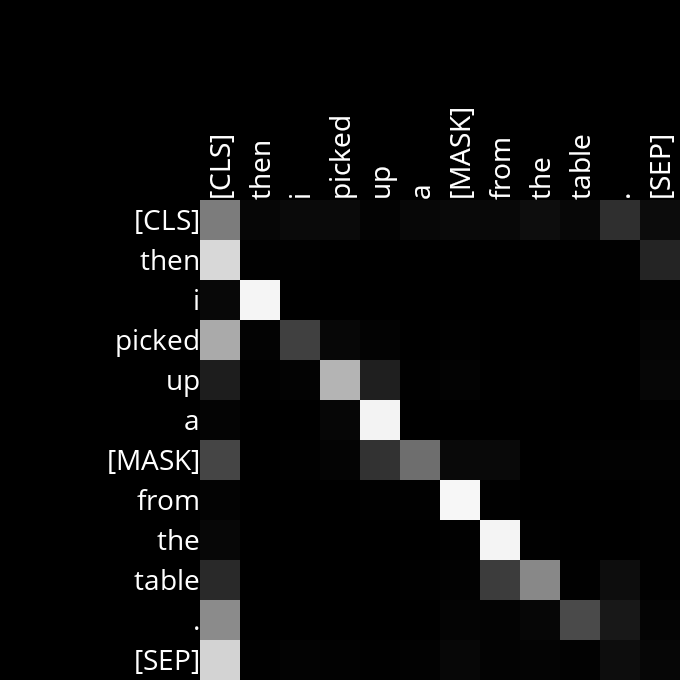 [CLS] then i picked up a [MASK] from the table . [SEP]
[CLS]
then
i
picked
up
a
[MASK]
from
the
table
.
[SEP]